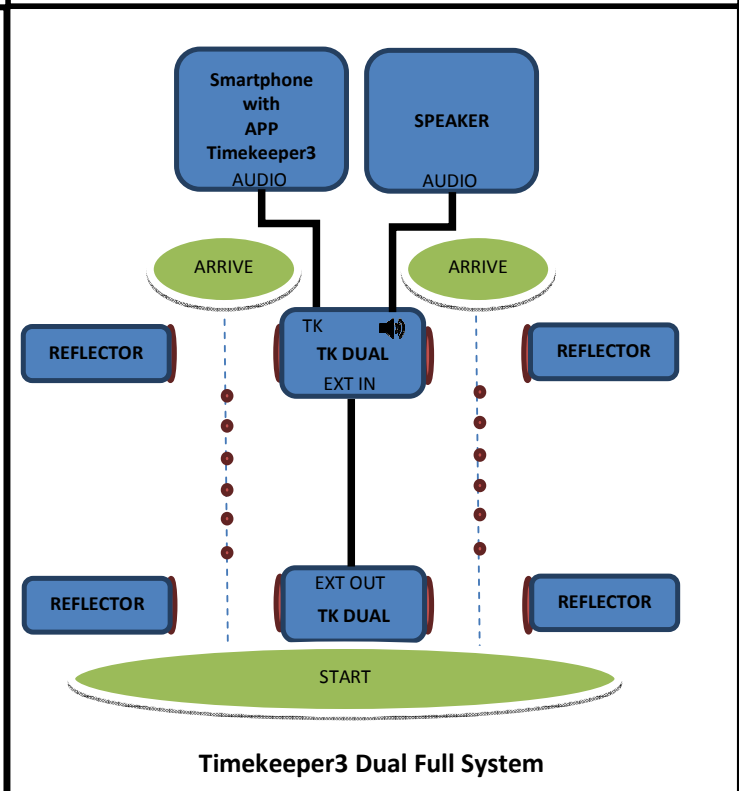 Smartphone
with
APP
Timekeeper3
AUDIO
SPEAKER
AUDIO
ARRIVE
ARRIVE
TK
TK DUAL
EXT IN
REFLECTOR
REFLECTOR
EXT OUT
TK DUAL
REFLECTOR
REFLECTOR
START
Timekeeper3 Dual Full System